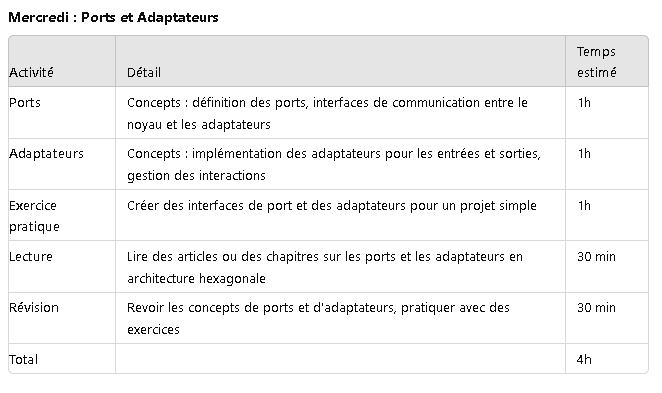 Mercredi : Ports et Adaptateurs
Activité Détail Temps estimé
Ports Concepts : définition des ports, interfaces de communication entre le 1h
noyau et les adaptateurs
Adaptateurs Concepts : implémentation des adaptateurs pour les entrées et sorties, 1h
gestion des interactions
Exercice pratique Créer des interfaces de port et des adaptateurs pour un projet simple 1h
Lecture Lire des articles ou des chapitres sur les ports et les adaptateurs en 30 min
architecture hexagonale
Révision Revoir les concepts de ports et d'adaptateurs, pratiquer avec des 30 min
exercices
Total 4h